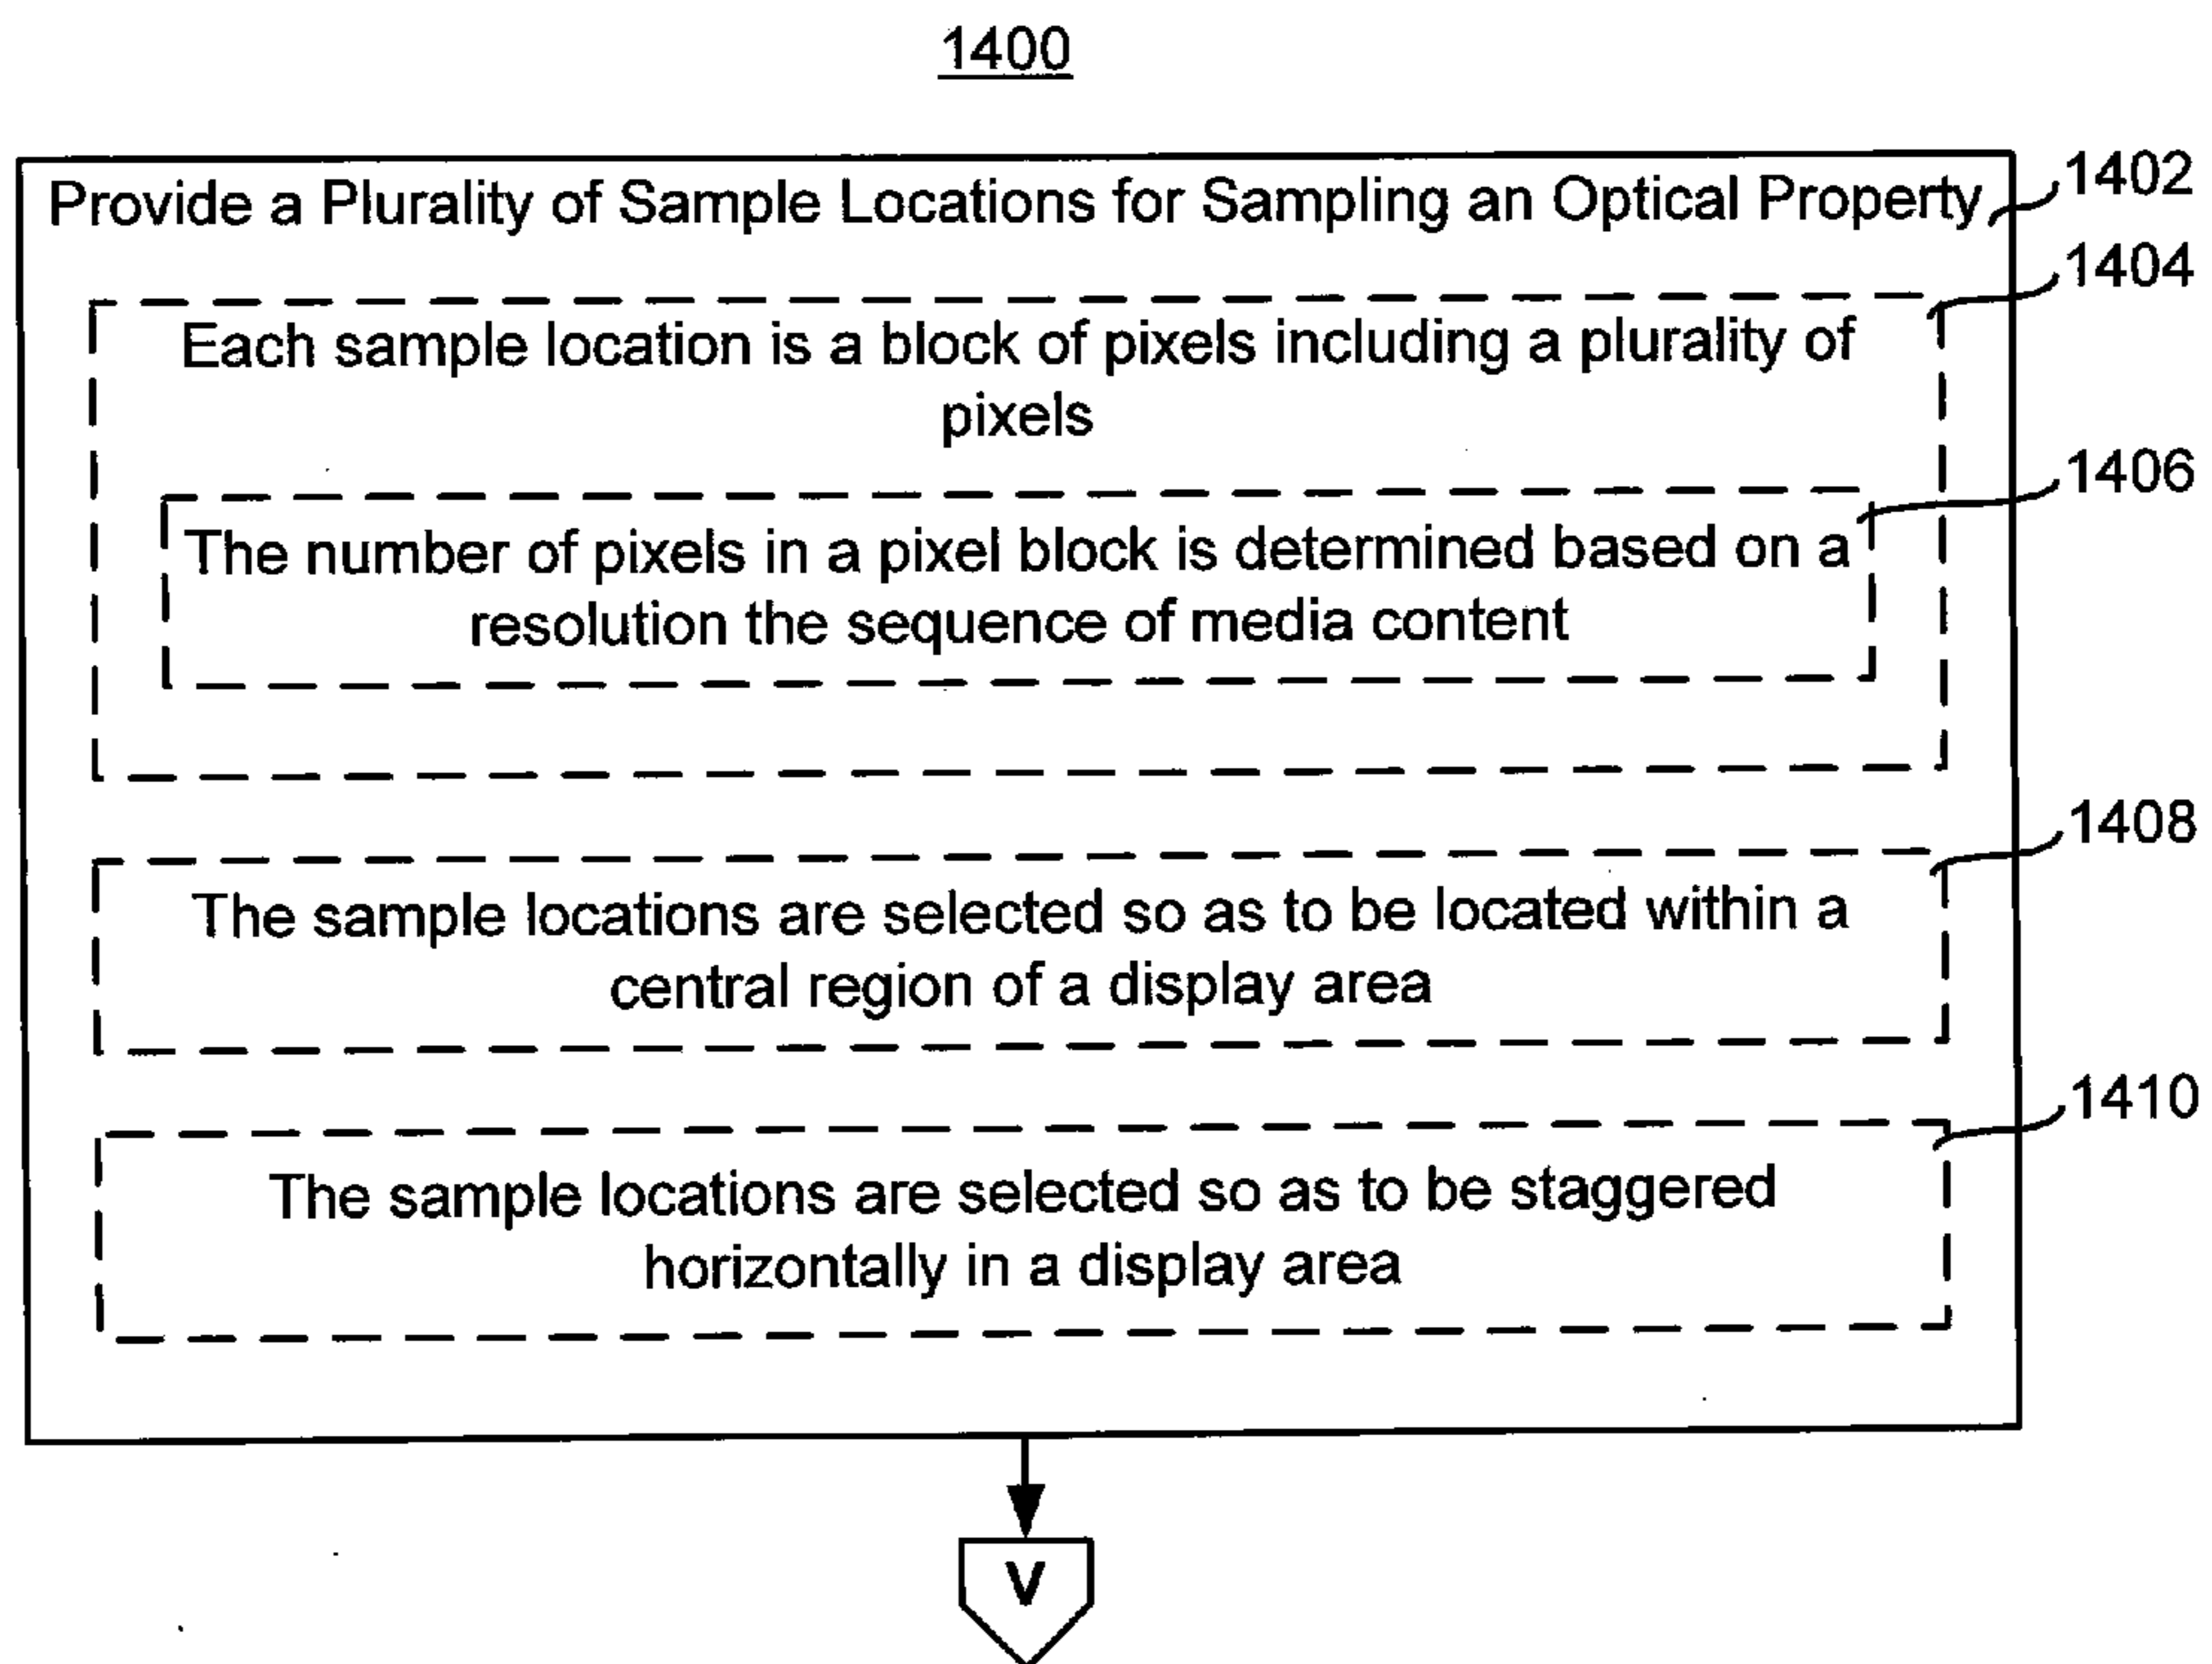 1400
Provide a Plurality of Sample Locations for Sampling an Optical Property
1402
1404
Each sample location is a block of pixels including a plurality of
pixels
1406
The number of pixels in a pixel block is determined based on a
resolution the sequence of media content
1408
The sample locations are selected so as to be located within a
central region of a display area
1410
The sample locations are selected so as to be staggered
horizontally in a display area
V